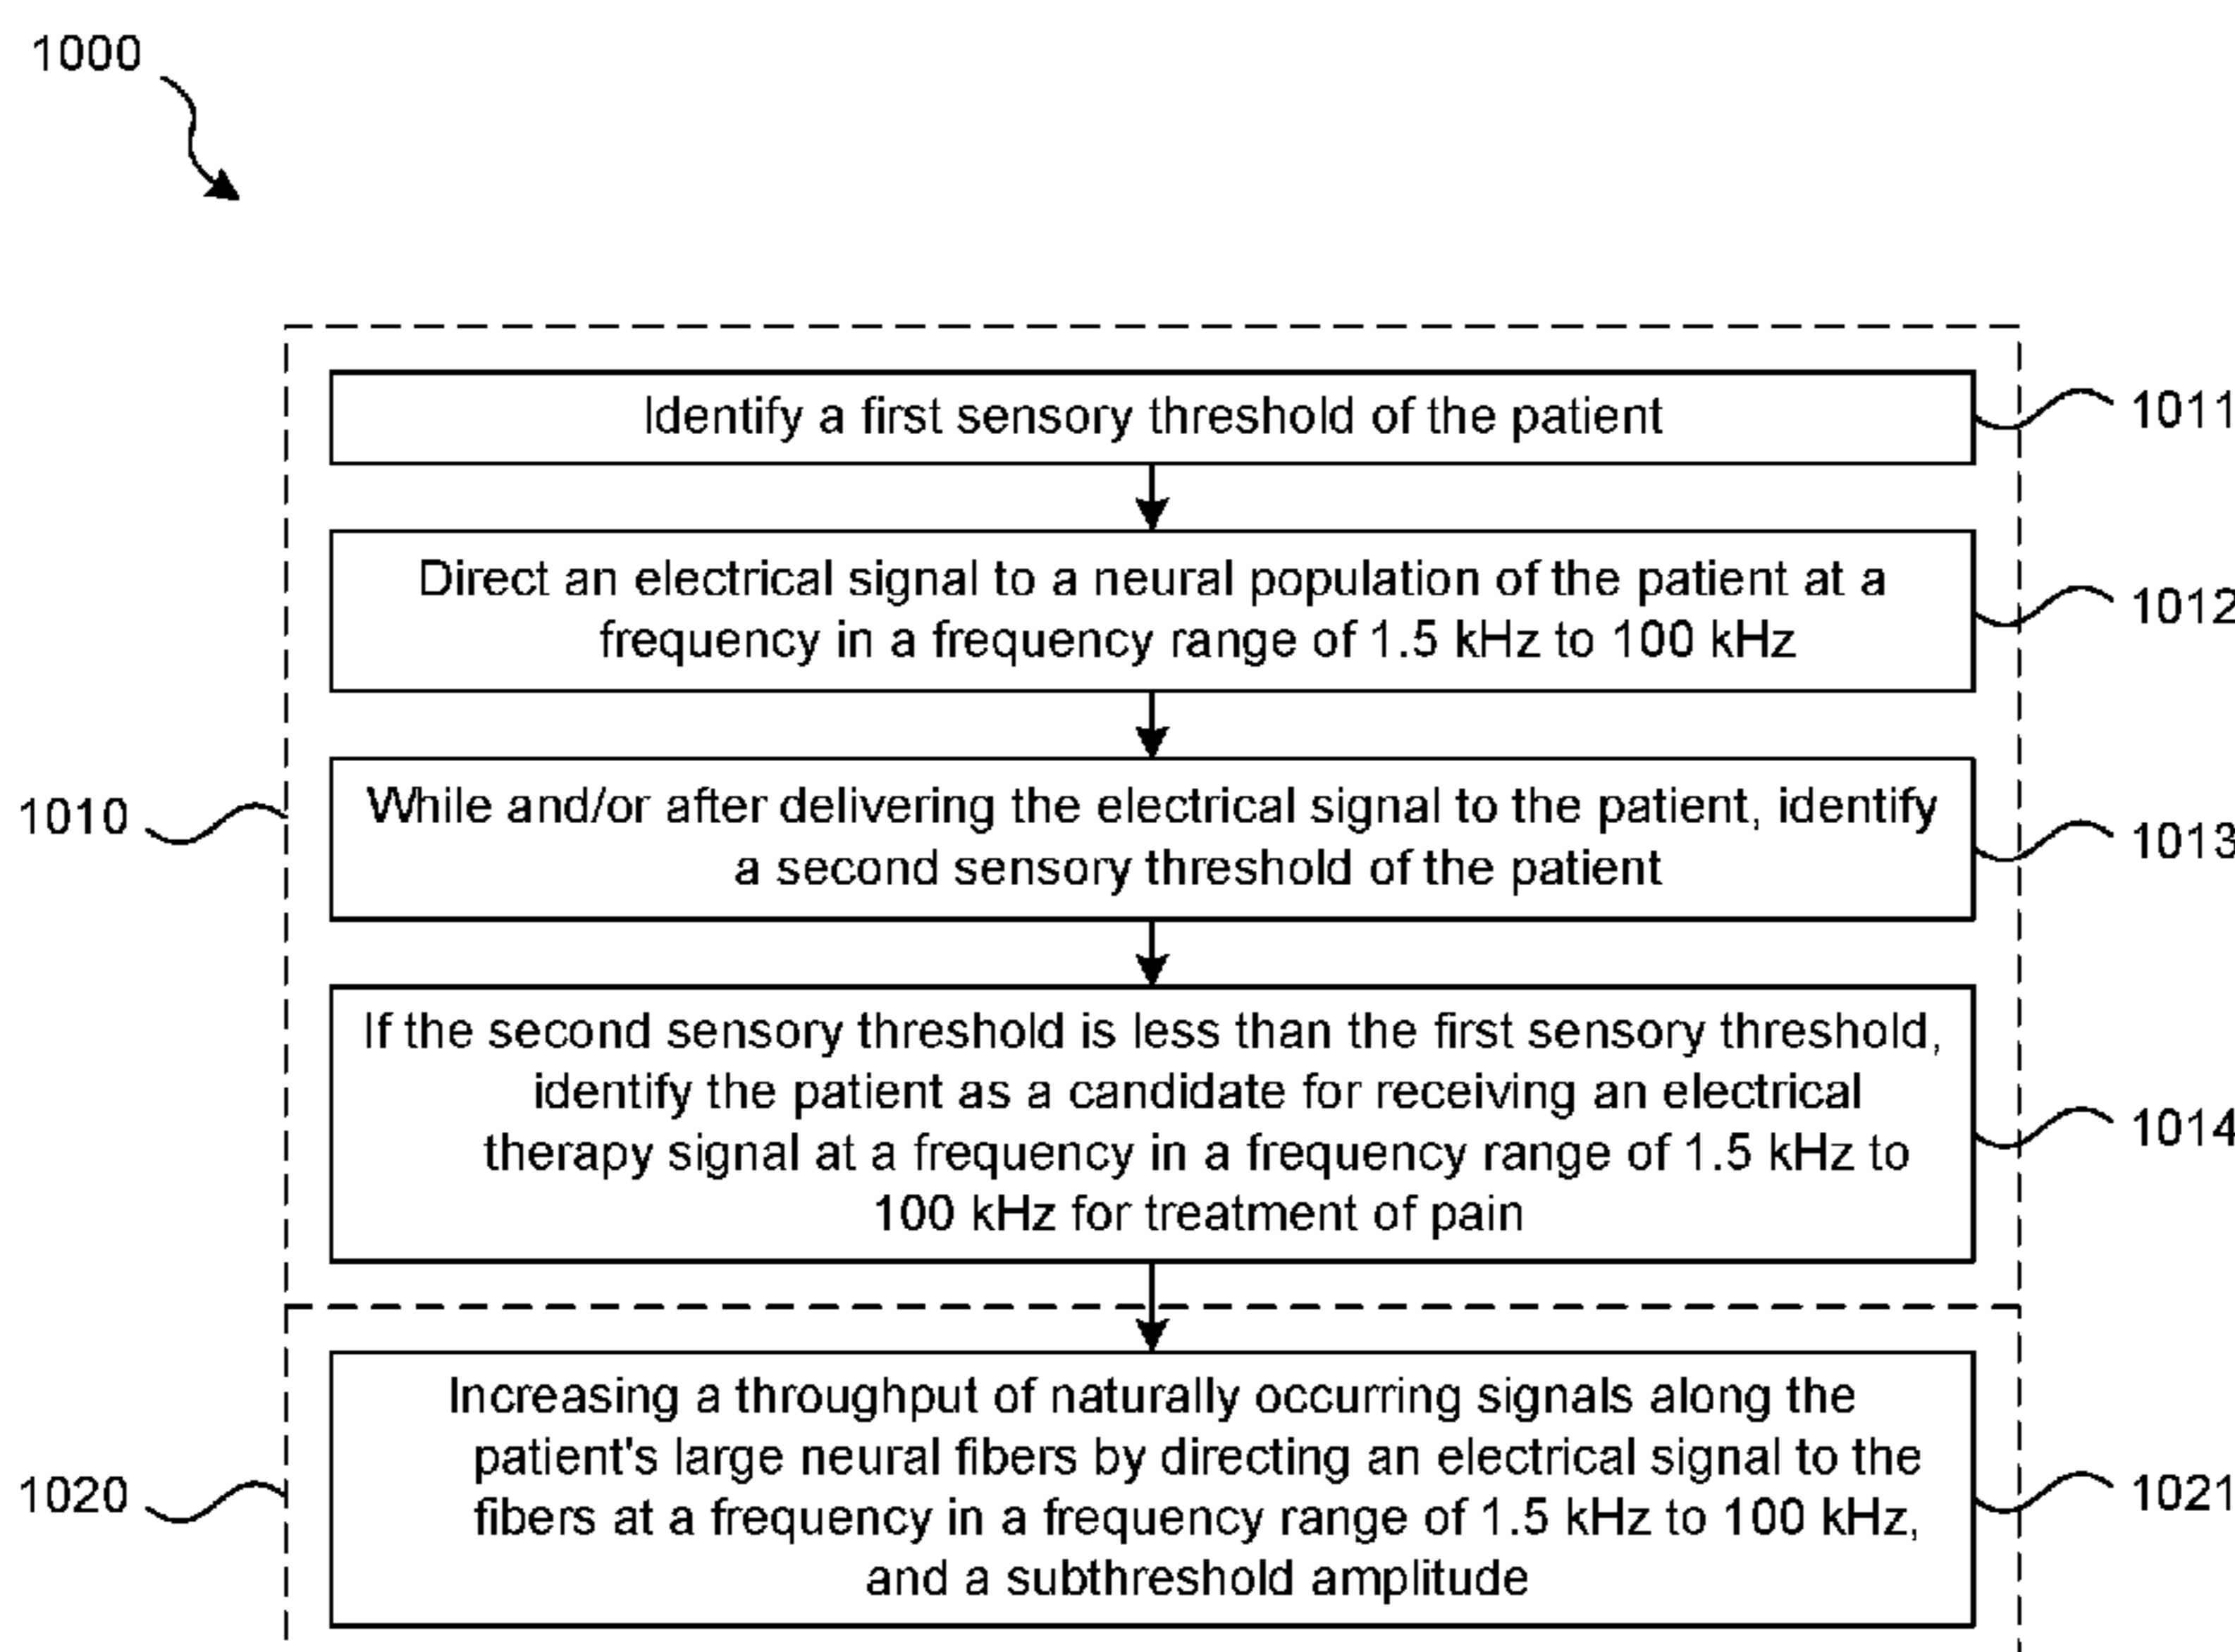 1000
Identify a first sensory threshold of the patient
1011
Direct an electrical signal to a neural population of the patient at a
frequency in a frequency range of 1.5 kHz to 100 kHz
1012
1010
While and/or after delivering the electrical signal to the patient, identify
a second sensory threshold of the patient
1013
If the second sensory threshold is less than the first sensory threshold,
identify the patient as a candidate for receiving an electrical
therapy signal at a frequency in a frequency range of 1.5 kHz to
100 kHz for treatment of pain
1014
1020
Increasing a throughput of naturally occurring signals along the
patient's large neural fibers by directing an electrical signal to the
fibers at a frequency in a frequency range of 1.5 kHz to 100 kHz,
and a subthreshold amplitude
1021